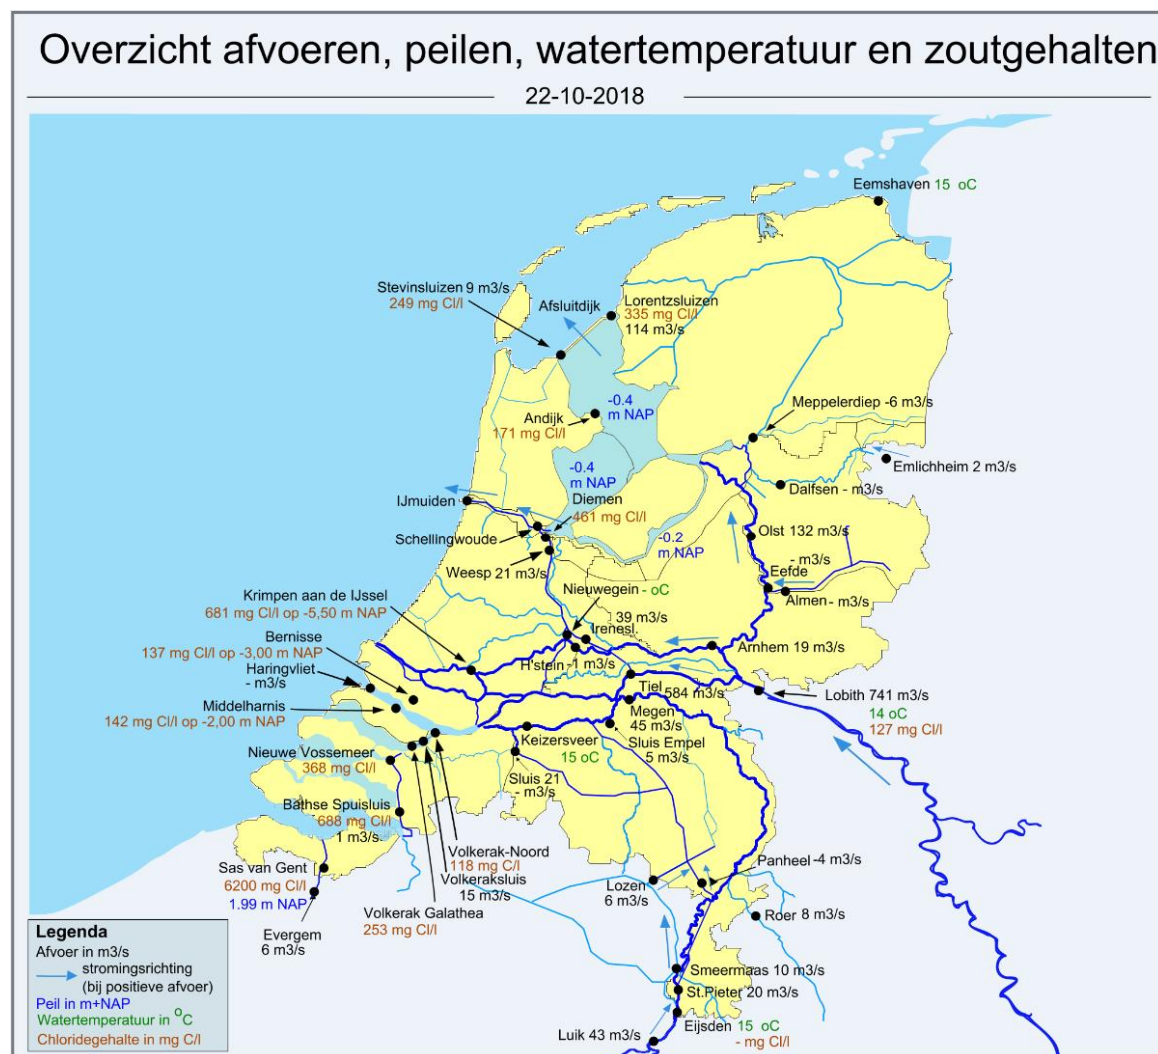 Overzicht afvoeren, peilen, watertemperatuur en zoutgehalten
22-10-2018
Eemshaven 15 oC
Stevinsluizen 9 m3/s
249 mg Cl/l
Afsluitdijk
Lorentzsluizen
335 mg Cl/l
114 m3/s
-0.4
m NAP
Andijk
171 mg Cl/l
Meppelerdiep -6 m3/s
Emlichheim 2 m3/s
-0.4
m NAP
Dalfsen - m3/s
IJmuiden
Diemen
461 mg Cl/l
Schellingwoude
Weesp 21 m3/s
-0.2
m NAP
Olst 132 m3/s
- m3/s
Eefde
Almen - m3/s
Krimpen aan de IJssel
681 mg Cl/l op -5,50 m NAP
Nieuwegein - oC
39 m3/s
Irenesl.
Bernisse
137 mg Cl/l op -3,00 m NAP
H'stein -1 m3/s
Arnhem 19 m3/s
Haringvliet
- m3/s
Tiel 584 m3/s
Lobith 741 m3/s
14 oC
127 mg Cl/l
Middelharnis
142 mg Cl/l op -2,00 m NAP
Megen
45 m3/s
Keizersveer
15 oC
Sluis Empel
5 m3/s
Nieuwe Vossemeer
368 mg Cl/l
Sluis 21
- m3/s
Bathse Spuisluis
688 mg Cl/l
1 m3/s
Volkerak-Noord
118 mg C/l
Volkeraksluis
15 m3/s
Panheel -4 m3/s
Sas van Gent
6200 mg Cl/l
1.99 m NAP
Lozen
6 m3/s
Volkerak Galathea
253 mg Cl/l
Roer 8 m3/s
Evergem
6 m3/s
Smeermaas 10 m3/s
St.Pieter 20 m3/s
Eijsden 15 oC
- mg Cl/l
Luik 43 m3/s
Legenda
Afvoer in m3/s
stromingsrichting
(bij positieve afvoer)
Peil in m+NAP
Watertemperatuur in °C
Chloridegehalte in mg C/l